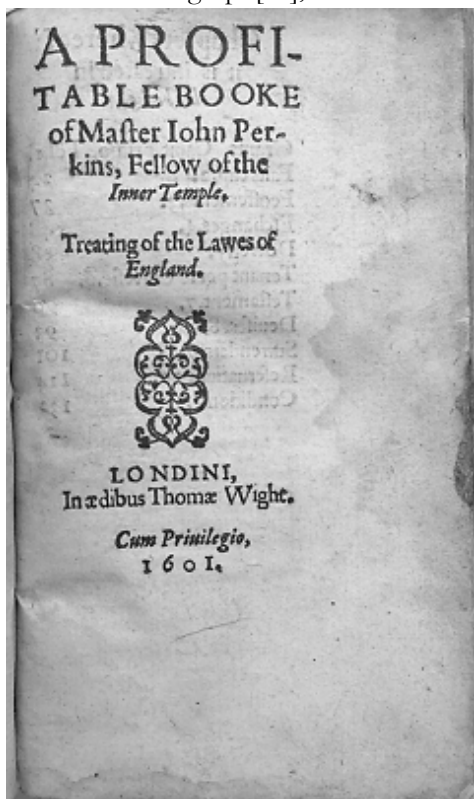 A PROFI-
TABLE BOOKE
of Maſter Iohn Per-
kins, Fellow of the
Inner Temple.
Treating of the Lawes of
England.
LONDINI,
In ædibus Thomæ Wight.
Cum Priuilegio,
1601.